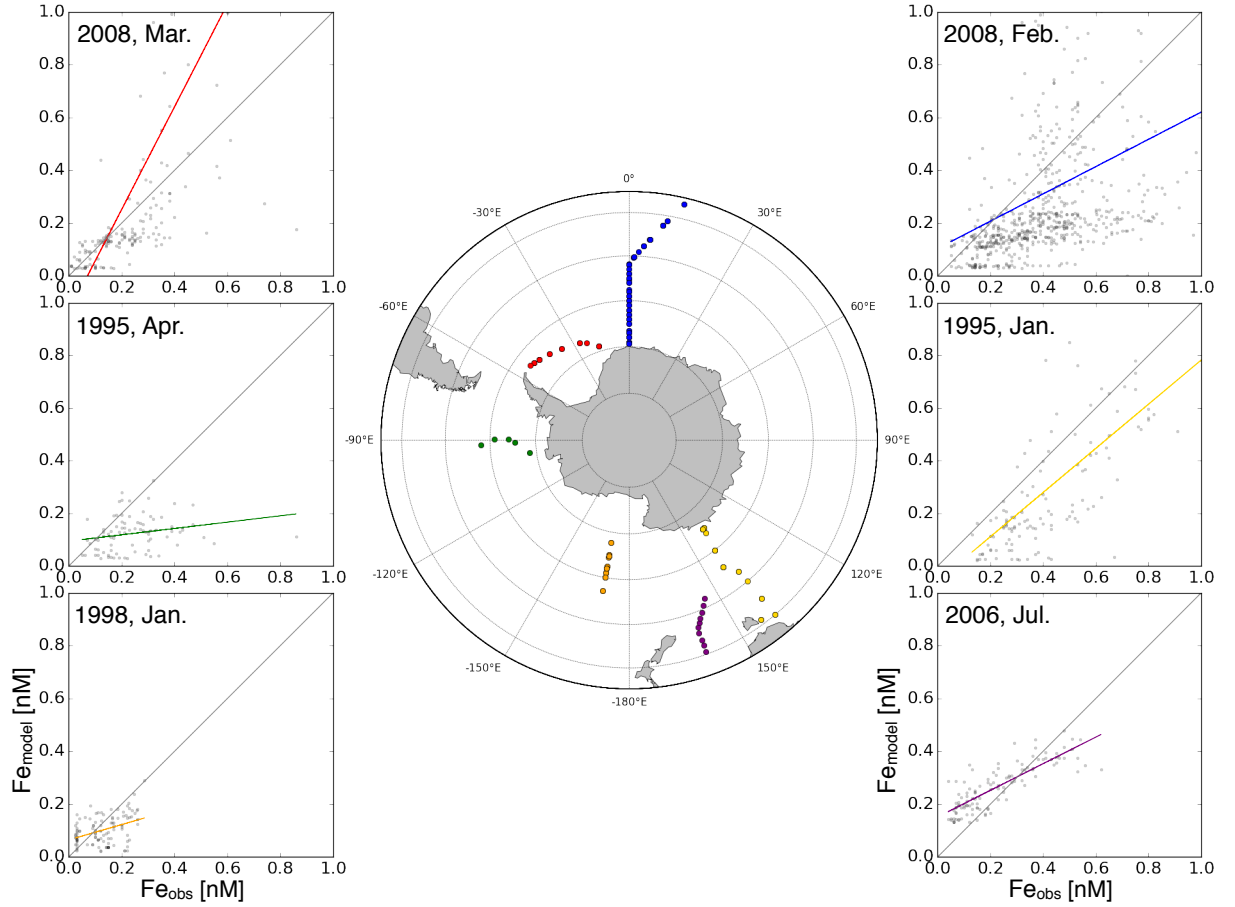 2008, Mar.
1.0
0.8
0.6
0.4
0.2
0.0
0.0 0.2 0.4 0.6 0.8 1.0
1995, Apr.
1.0
0.8
0.6
0.4
0.2
0.0
0.0 0.2 0.4 0.6 0.8 1.0
1998, Jan.
1.0
0.8
0.6
0.4
0.2
0.0
Fe_model [nM]
0.0 0.2 0.4 0.6 0.8 1.0
Fe_obs [nM]
0°
30°E
60°E
90°E
120°E
150°E
-180°E
-150°E
-120°E
-90°E
-60°E
-30°E
2008, Feb.
1.0
0.8
0.6
0.4
0.2
0.0
0.0 0.2 0.4 0.6 0.8 1.0
1995, Jan.
1.0
0.8
0.6
0.4
0.2
0.0
0.0 0.2 0.4 0.6 0.8 1.0
2006, Jul.
1.0
0.8
0.6
0.4
0.2
0.0
Fe_model [nM]
0.0 0.2 0.4 0.6 0.8 1.0
Fe_obs [nM]